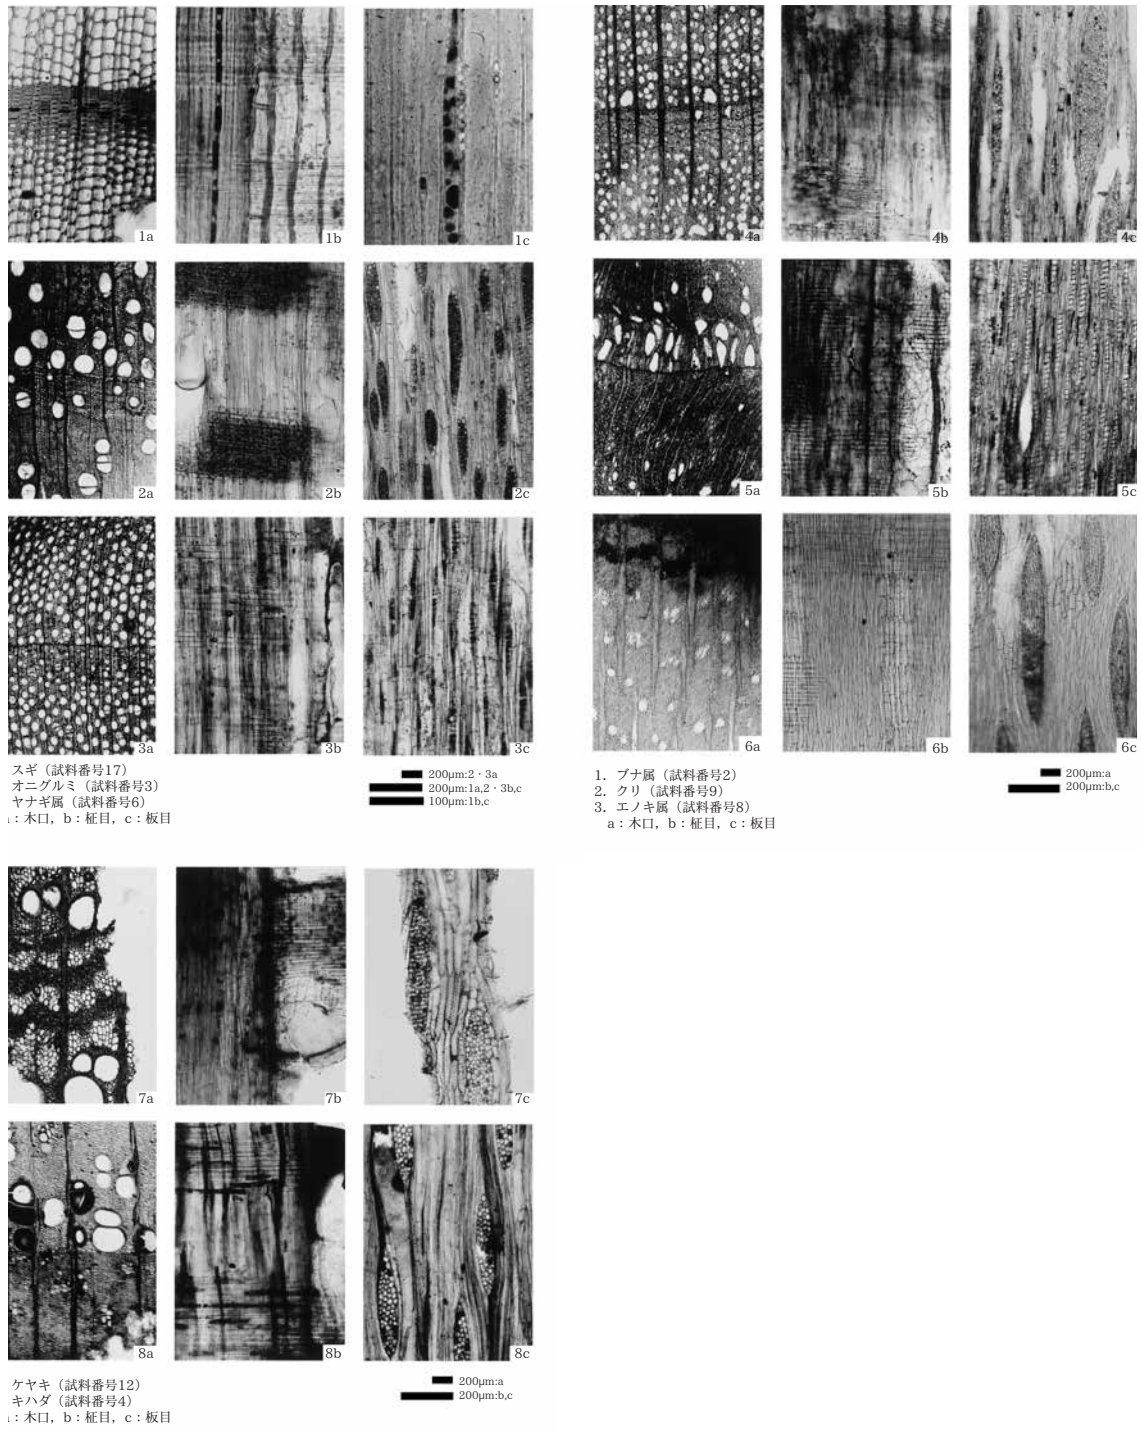 1a
1b
1c
2a
2b
2c
3a
3b
3c
スギ（試料番号17）
オニグルミ（試料番号3）
ヤナギ属（試料番号6）
：木口，b：柾目，c：板目
200μm:2・3a
200μm:1a,2・3b,c
100μm:1b,c
4a
4b
4c
5a
5b
5c
6a
6b
6c
1．ブナ属（試料番号2）
2．クリ（試料番号9）
3．エノキ属（試料番号8）
a：木口，b：柾目，c：板目
200μm:a
200μm:b,c
7a
7b
7c
8a
8b
8c
ケヤキ（試料番号12）
キハダ（試料番号4）
：木口，b：柾目，c：板目
200μm:a
200μm:b,c